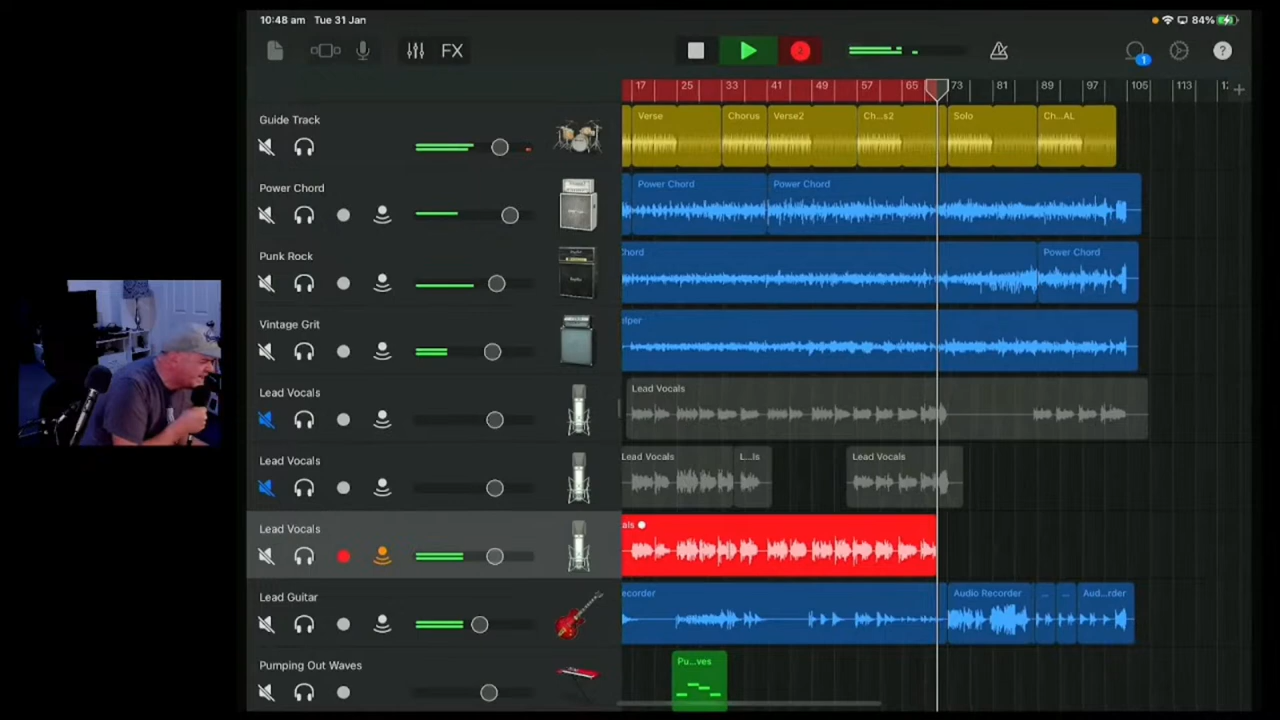 10:48 am Tue 31 Jan
84%
FX
2
1
?
17 25 33 41 49 57 65 73 81 89 97 105 113
Guide Track
Verse Chorus Verse2 Ch...s2 Solo Ch...AL
Power Chord
Power Chord Power Chord
Punk Rock
Chord Power Chord
Vintage Grit
Lead Vocals
Lead Vocals
Lead Vocals
Lead Vocals L...ls Lead Vocals
Lead Vocals
als
Lead Guitar
ecorder Audio Recorder ... ... Aud...rder
Pumping Out Waves
Pu...ves